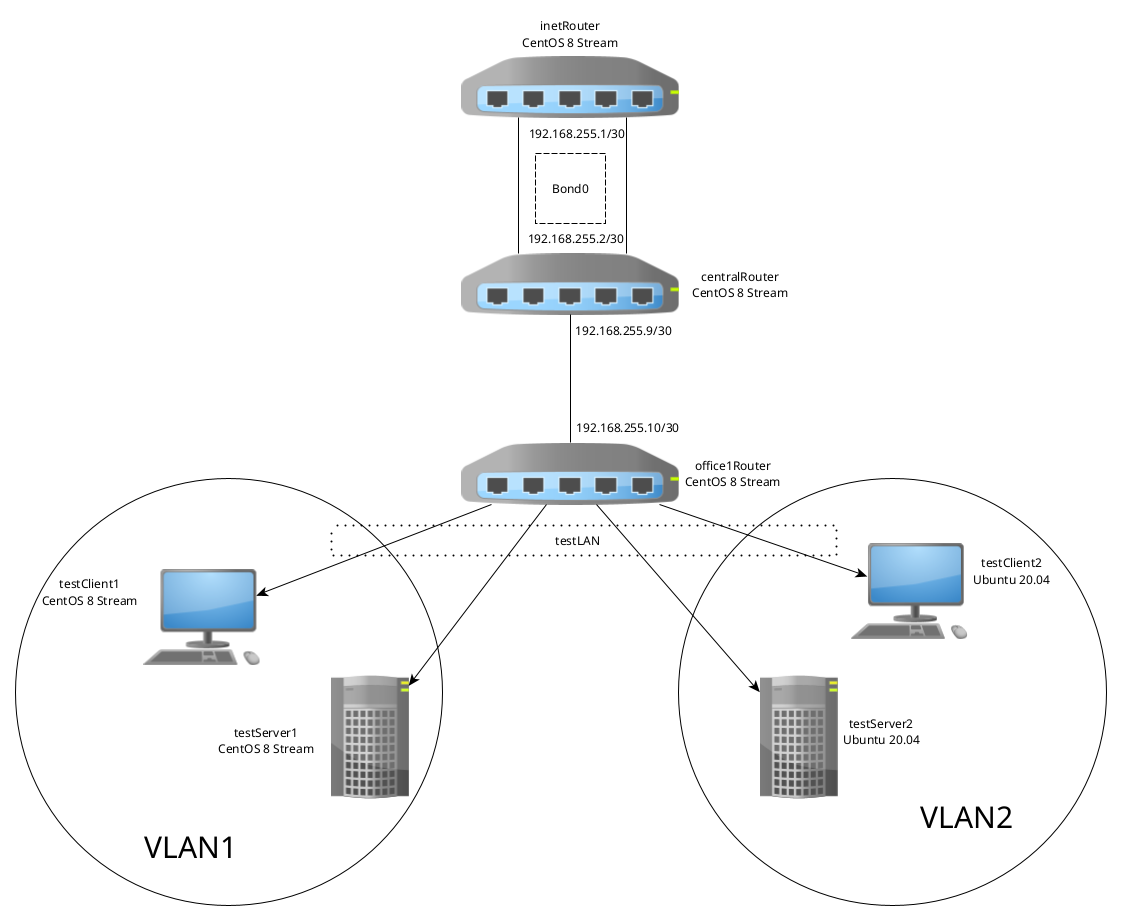 inetRouter
CentOS 8 Stream
192.168.255.1/30
Bond0
192.168.255.2/30
centralRouter
CentOS 8 Stream
192.168.255.9/30
192.168.255.10/30
office1Router
CentOS 8 Stream
testLAN
testClient1
CentOS 8 Stream
testClient2
Ubuntu 20.04
testServer1
CentOS 8 Stream
testServer2
Ubuntu 20.04
VLAN1
VLAN2